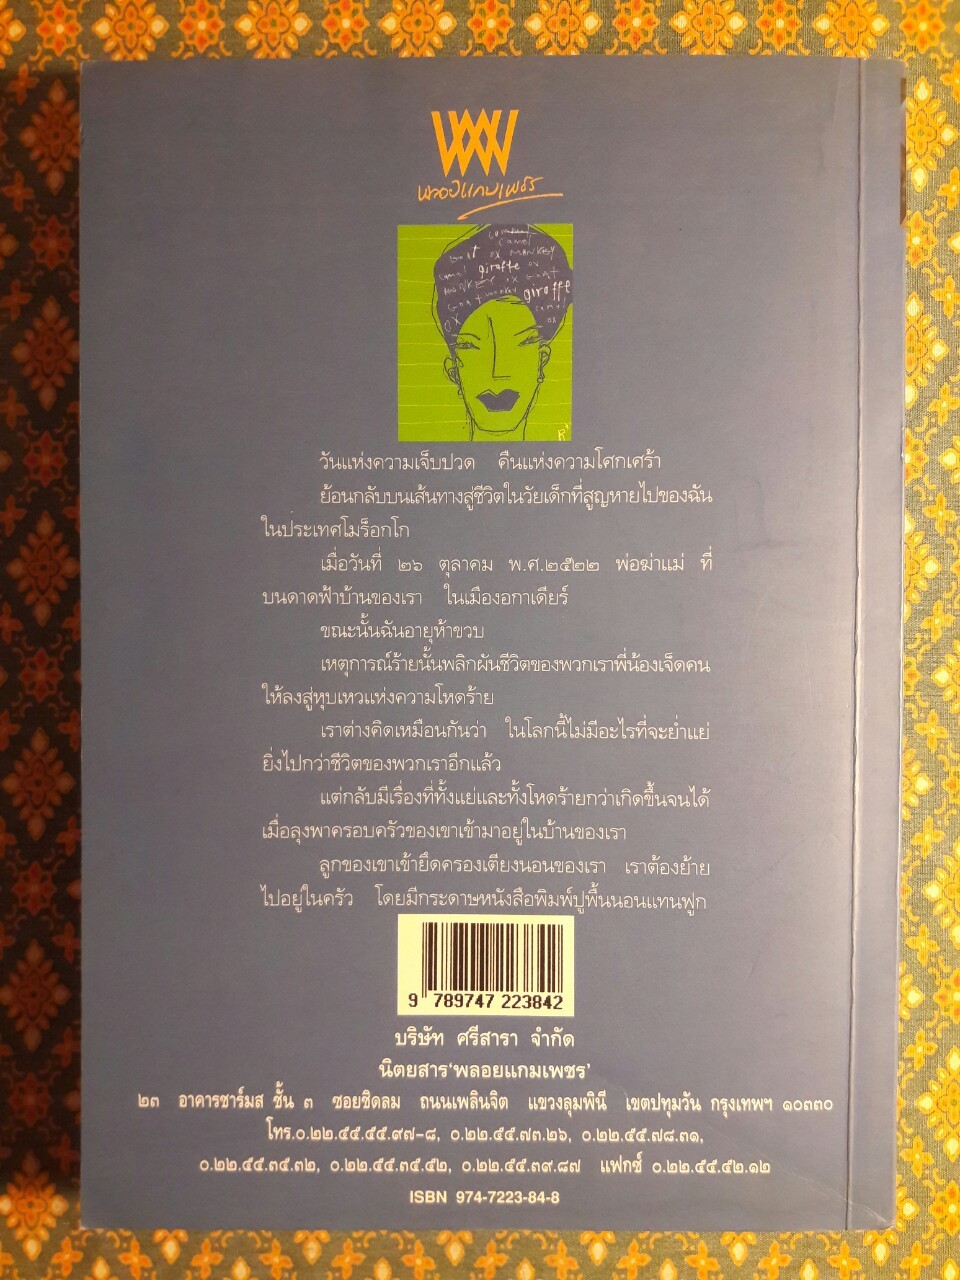 พลอยแกมเพชร
camel
goat ox MONKEY
camel giraffe ox
MONKEY ox GOAT
Goat monkey giraffe
ox camel
ox
วันแห่งความเจ็บปวด คืนแห่งความโศกเศร้า
ย้อนกลับบนเส้นทางสู่ชีวิตในวัยเด็กที่สูญหายไปของฉัน
ในประเทศโมร็อกโก
เมื่อวันที่ ๒๖ ตุลาคม พ.ศ.๒๕๒๒ พ่อฆ่าแม่ ที่
บนดาดฟ้าบ้านของเรา ในเมืองอกาเดียร์
ขณะนั้นฉันอายุห้าขวบ
เหตุการณ์ร้ายนั้นพลิกผันชีวิตของพวกเราพี่น้องเจ็ดคน
ให้ลงสู่หุบเหวแห่งความโหดร้าย
เราต่างคิดเหมือนกันว่า ในโลกนี้ไม่มีอะไรที่จะย่ำแย่
ยิ่งไปกว่าชีวิตของพวกเราอีกแล้ว
แต่กลับมีเรื่องที่ทั้งแย่และทั้งโหดร้ายกว่าเกิดขึ้นจนได้
เมื่อลุงพาครอบครัวของเขาเข้ามาอยู่ในบ้านของเรา
ลูกของเขาเข้ายึดครองเตียงนอนของเรา เราต้องย้าย
ไปอยู่ในครัว โดยมีกระดาษหนังสือพิมพ์ปูพื้นนอนแทนฟูก
9 789747 223842
บริษัท ศรีสารา จำกัด
นิตยสาร‘พลอยแกมเพชร’
๒๓ อาคารชาร์มส ชั้น ๓ ซอยชิดลม ถนนเพลินจิต แขวงลุมพินี เขตปทุมวัน กรุงเทพฯ ๑๐๓๓๐
โทร.๐.๒๒.๕๕.๕๕.๙๗-๘, ๐.๒๒.๕๕.๗๓.๒๖, ๐.๒๒.๕๕.๗๘.๓๑,
๐.๒๒.๕๕.๓๕.๓๒, ๐.๒๒.๕๕.๓๔.๕๒, ๐.๒๒.๕๕.๓๙.๘๗ แฟกซ์ ๐.๒๒.๕๕.๕๒.๑๒
ISBN 974-7223-84-8